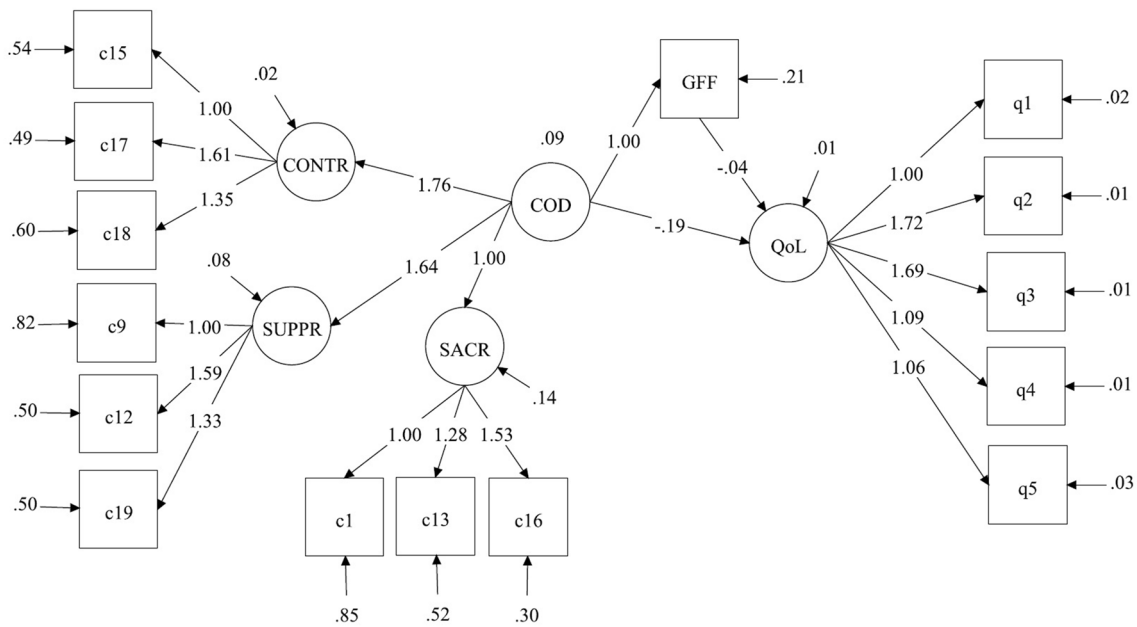 .54 c15
.02
GFF .21
q1 .02
1.00
.49 c17 1.61 CONTR
.09
1.00
-.04 .01
1.00
1.76
1.35
COD
q2 .01
1.72
.60 c18
-.19 QoL
.08
1.64 1.00
1.69 q3 .01
.82 c9 1.00 SUPPR
1.09
SACR
1.59
1.06
q4 .01
.14
.50 c12 1.33
1.00 1.28 1.53
q5 .03
.50 c19
c1 c13 c16
.85 .52 .30